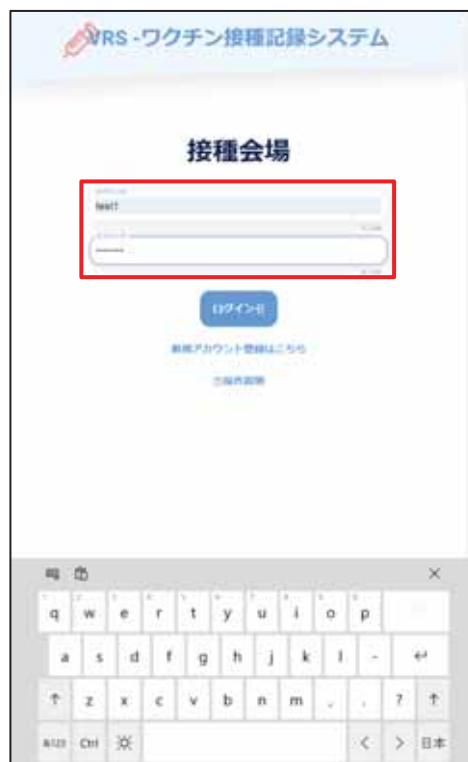 VRS -ワクチン接種記録システム
接種会場
test1
ログイン
新規アカウント登録はこちら
q w e r t y u i o p
a s d f g h j k l -
z x c v b n m , . ?
&123 Ctrl < > 日本